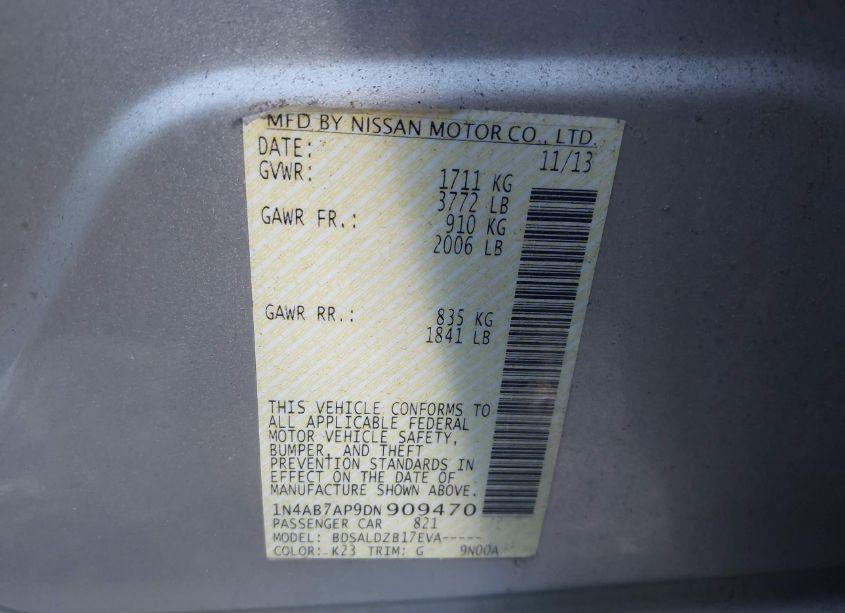 MFD. BY NISSAN MOTOR CO., LTD.
DATE: 11/13
GVWR: 1711 KG
3772 LB
GAWR FR.: 910 KG
2006 LB
GAWR RR.: 835 KG
1841 LB
THIS VEHICLE CONFORMS TO
ALL APPLICABLE FEDERAL
MOTOR VEHICLE SAFETY,
BUMPER, AND THEFT
PREVENTION STANDARDS IN
EFFECT ON THE DATE OF
MANUFACTURE SHOWN ABOVE.
1N4AB7AP9DN909470
PASSENGER CAR 821
MODEL: BDSALDZB17EVA-----
COLOR: K23 TRIM: G 9N00A